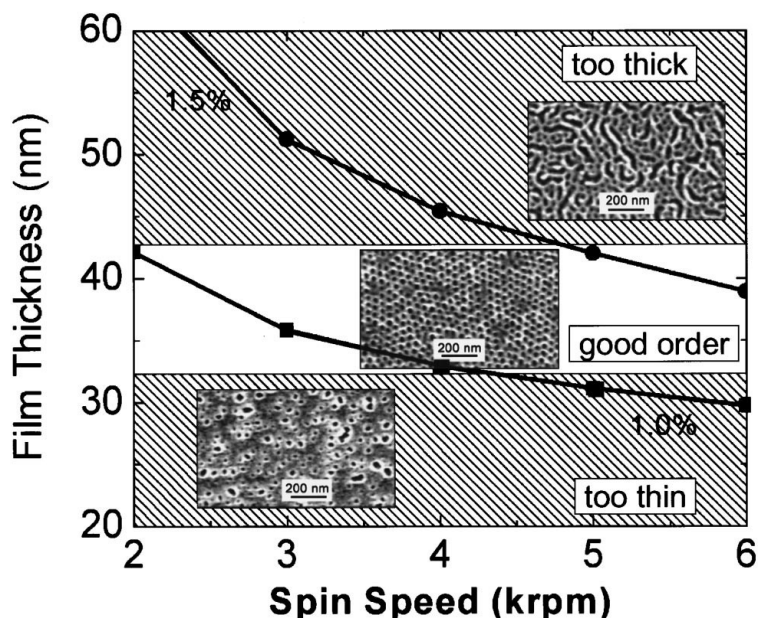 60
50
40
30
20
Film Thickness (nm)
too thick
1.5%
200 nm
200 nm
good order
200 nm
1.0%
too thin
2 3 4 5 6
Spin Speed (krpm)